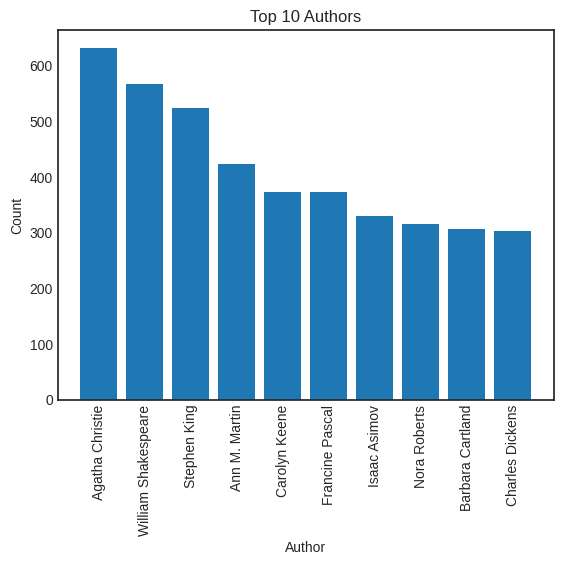 Top 10 Authors
600
500
400
300
200
100
0
Count
Agatha Christie
William Shakespeare
Stephen King
Ann M. Martin
Carolyn Keene
Francine Pascal
Isaac Asimov
Nora Roberts
Barbara Cartland
Charles Dickens
Author